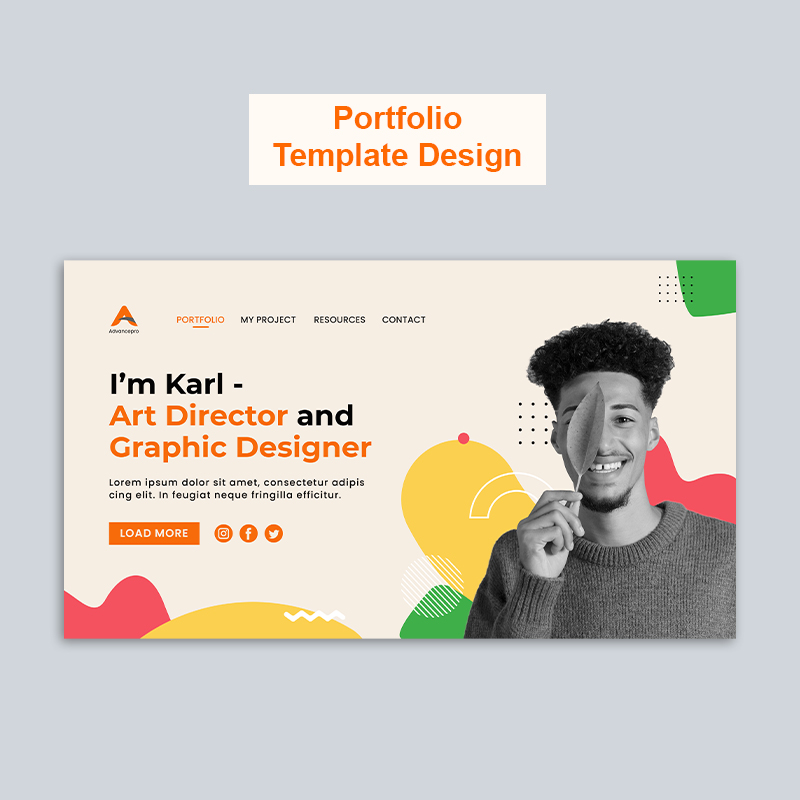 Portfolio
Template Design
Advancepro
PORTFOLIO MY PROJECT RESOURCES CONTACT
I'm Karl -
Art Director and
Graphic Designer
Lorem ipsum dolor sit amet, consectetur adipis
cing elit. In feugiat neque fringilla efficitur.
LOAD MORE